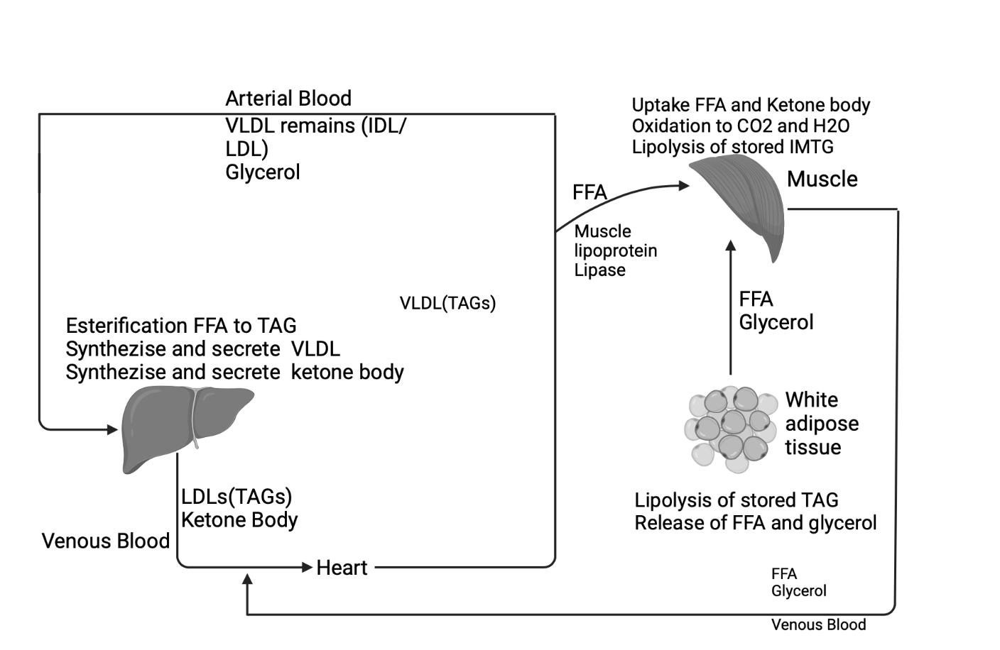 Arterial Blood
VLDL remains (IDL/
LDL)
Glycerol
Uptake FFA and Ketone body
Oxidation to CO2 and H2O
Lipolysis of stored IMTG
Muscle
FFA
Muscle
lipoprotein
Lipase
VLDL(TAGs)
FFA
Glycerol
Esterification FFA to TAG
Synthezise and secrete VLDL
Synthezise and secrete ketone body
White
adipose
tissue
LDLs(TAGs)
Ketone Body
Venous Blood
Heart
Lipolysis of stored TAG
Release of FFA and glycerol
FFA
Glycerol
Venous Blood